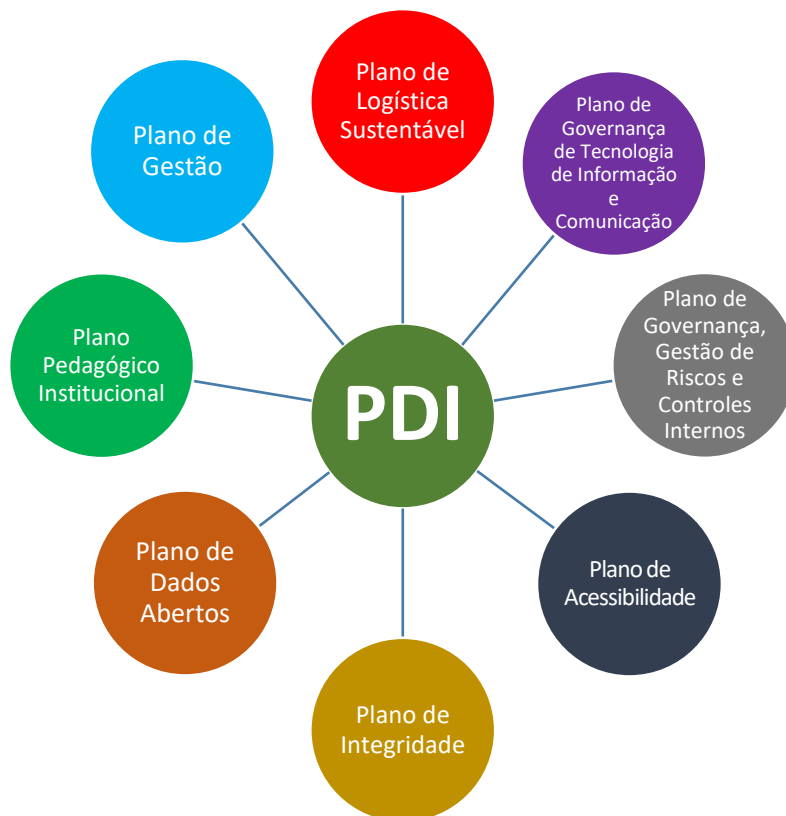 Plano de
Logística
Sustentável
Plano de
Governança
de Tecnologia
de Informação
e
Comunicação
Plano de
Governança,
Gestão de
Riscos e
Controles
Internos
Plano de
Acessibilidade
Plano de
Integridade
Plano de
Dados
Abertos
Plano
Pedagógico
Institucional
Plano de
Gestão
PDI